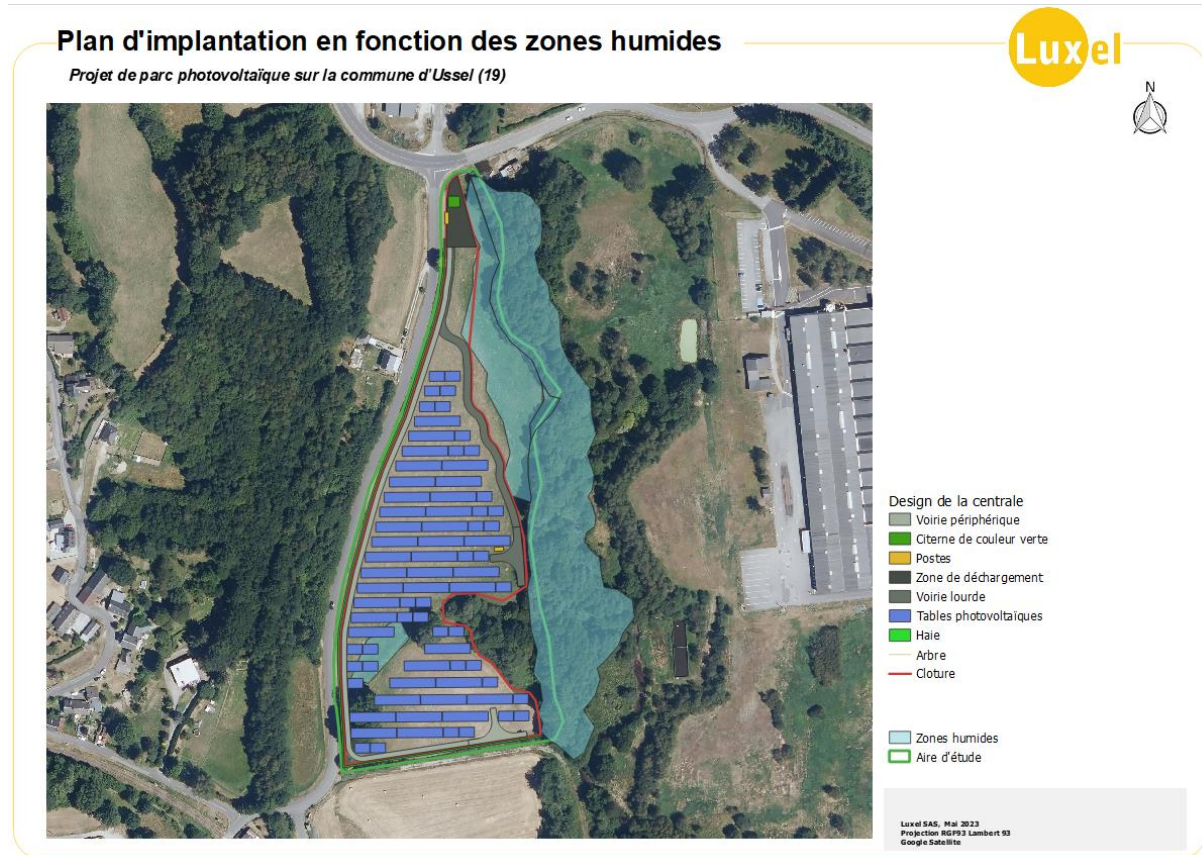 Plan d'implantation en fonction des zones humides
Projet de parc photovoltaïque sur la commune d'Ussel (19)
Luxel
N
Design de la centrale
Voirie périphérique
Citerne de couleur verte
Postes
Zone de déchargement
Voirie lourde
Tables photovoltaïques
Haie
Arbre
Cloture
Zones humides
Aire d'étude
Luxel SAS, Mai 2023
Projection RGF93 Lambert 93
Google Satellite